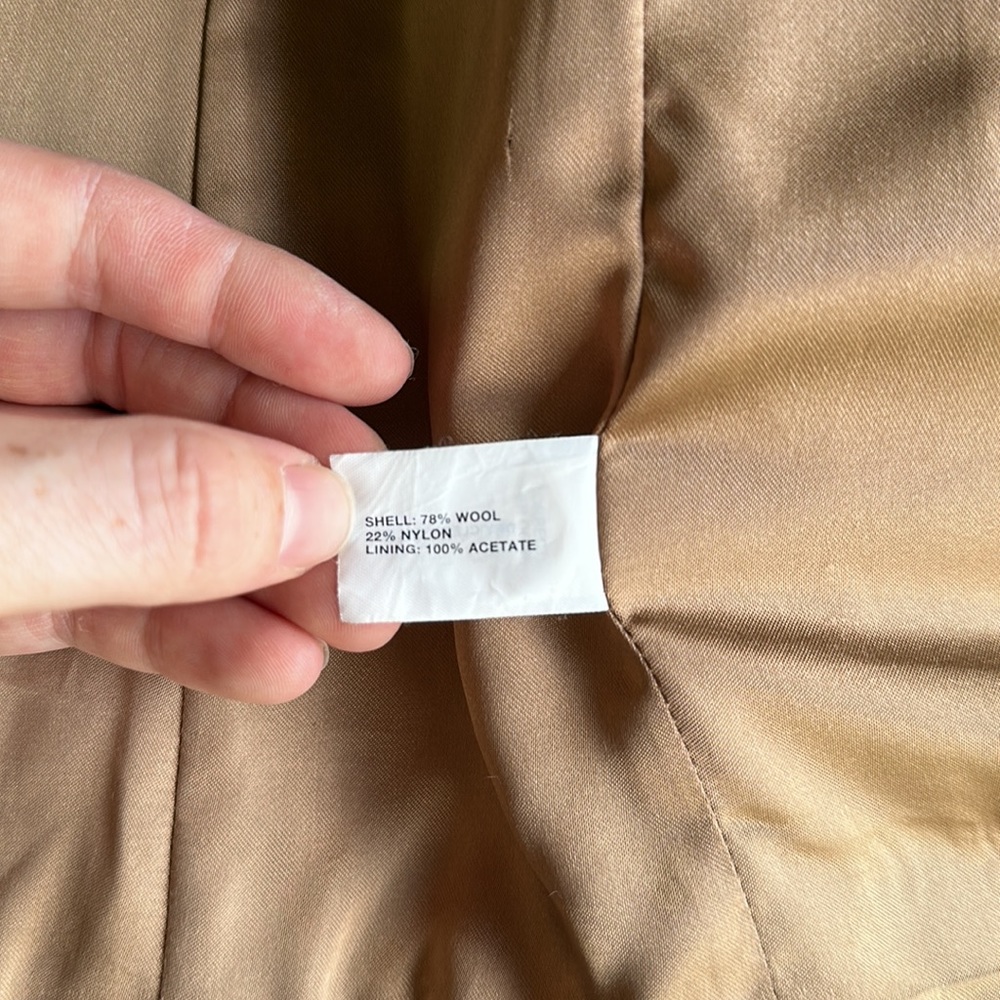 SHELL: 78% WOOL
22% NYLON
LINING: 100% ACETATE